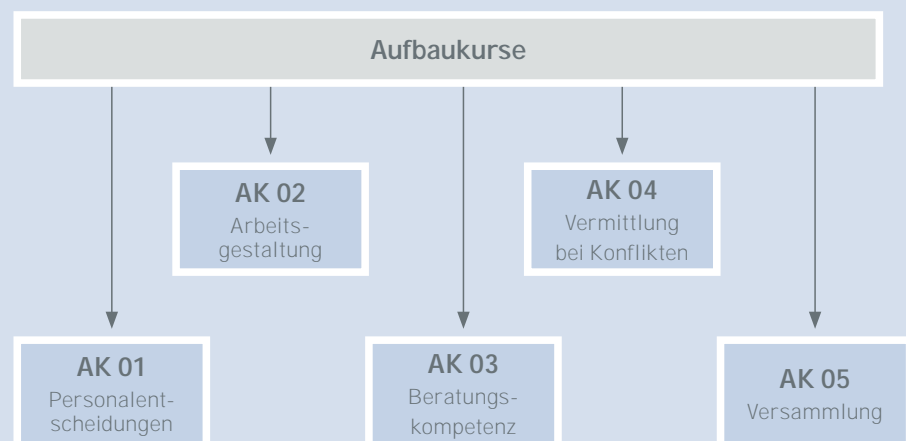 Aufbaukurse
AK 02
Arbeits-
gestaltung
AK 04
Vermittlung
bei Konflikten
AK 01
Personalent-
scheidungen
AK 03
Beratungs-
kompetenz
AK 05
Versammlung